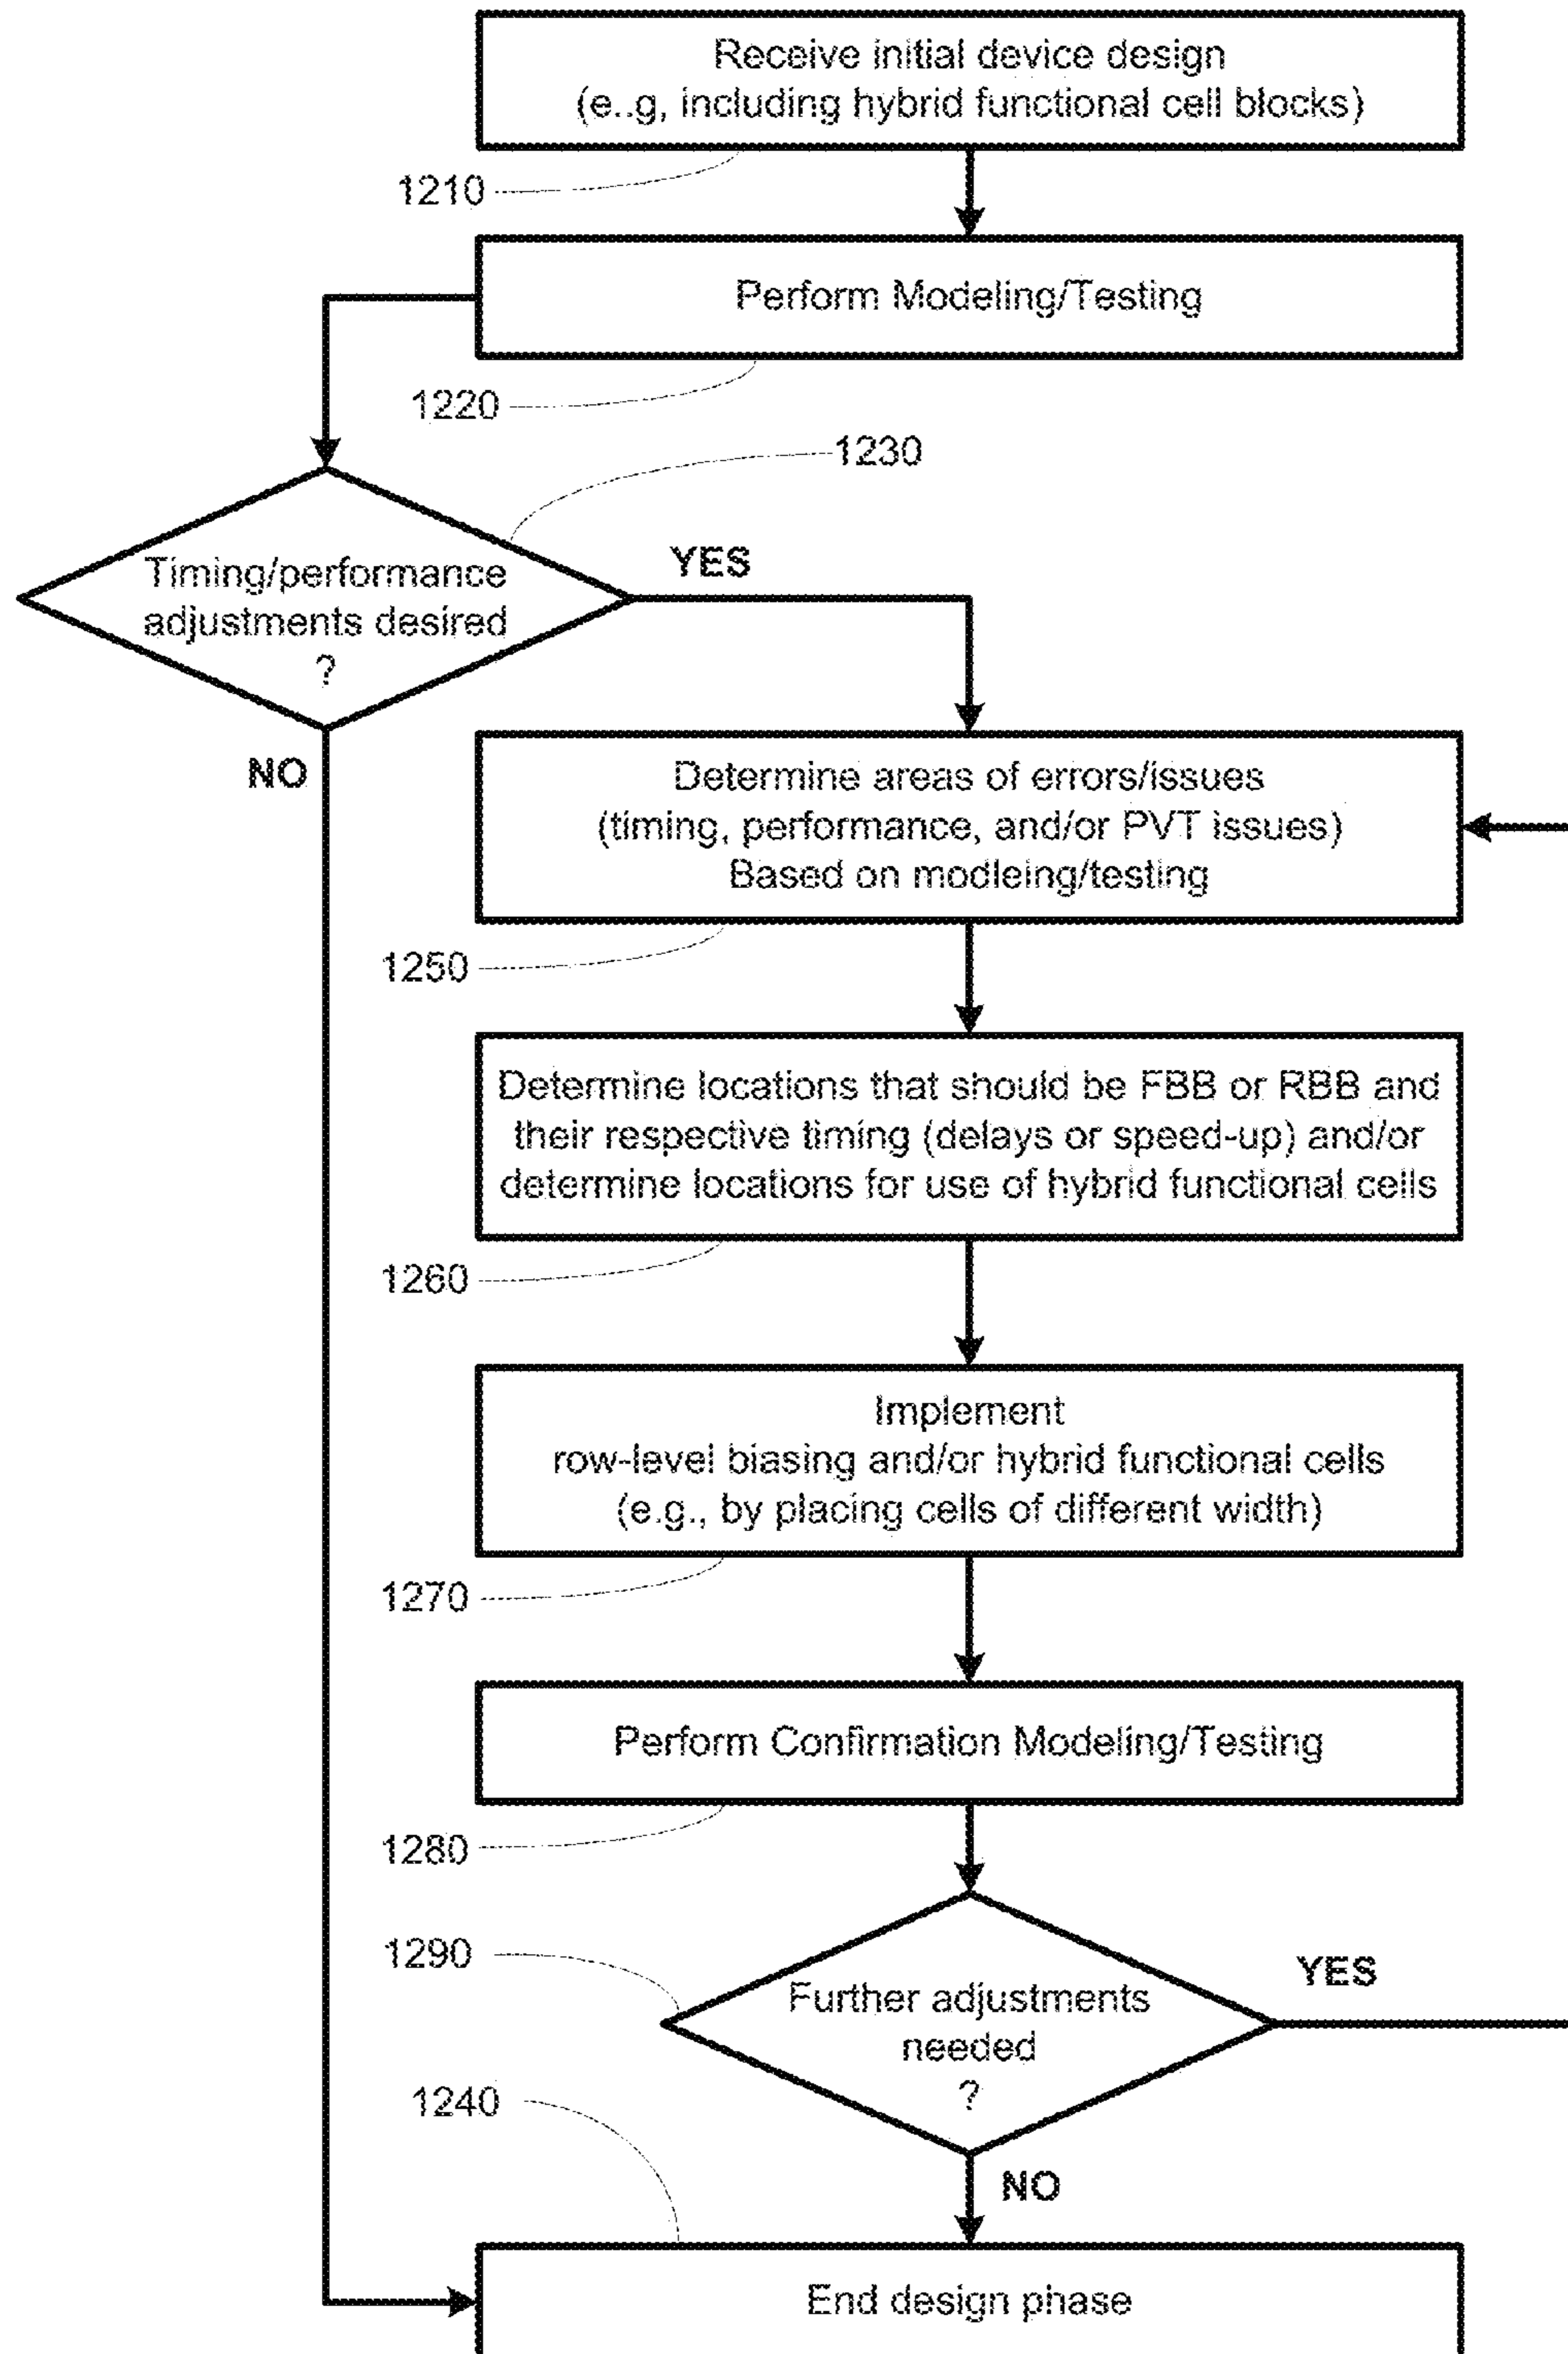 Receive initial device design
(e..g, including hybrid functional cell blocks)
1210
Perform Modeling/Testing
1220
1230
Timing/performance
adjustments desired
?
YES
NO
Determine areas of errors/issues
(timing, performance, and/or PVT issues)
Based on modleing/testing
1250
Determine locations that should be FBB or RBB and
their respective timing (delays or speed-up) and/or
determine locations for use of hybrid functional cells
1260
Implement
row-level biasing and/or hybrid functional cells
(e.g., by placing cells of different width)
1270
Perform Confirmation Modeling/Testing
1280
1290
Further adjustments
needed
?
YES
1240
NO
End design phase